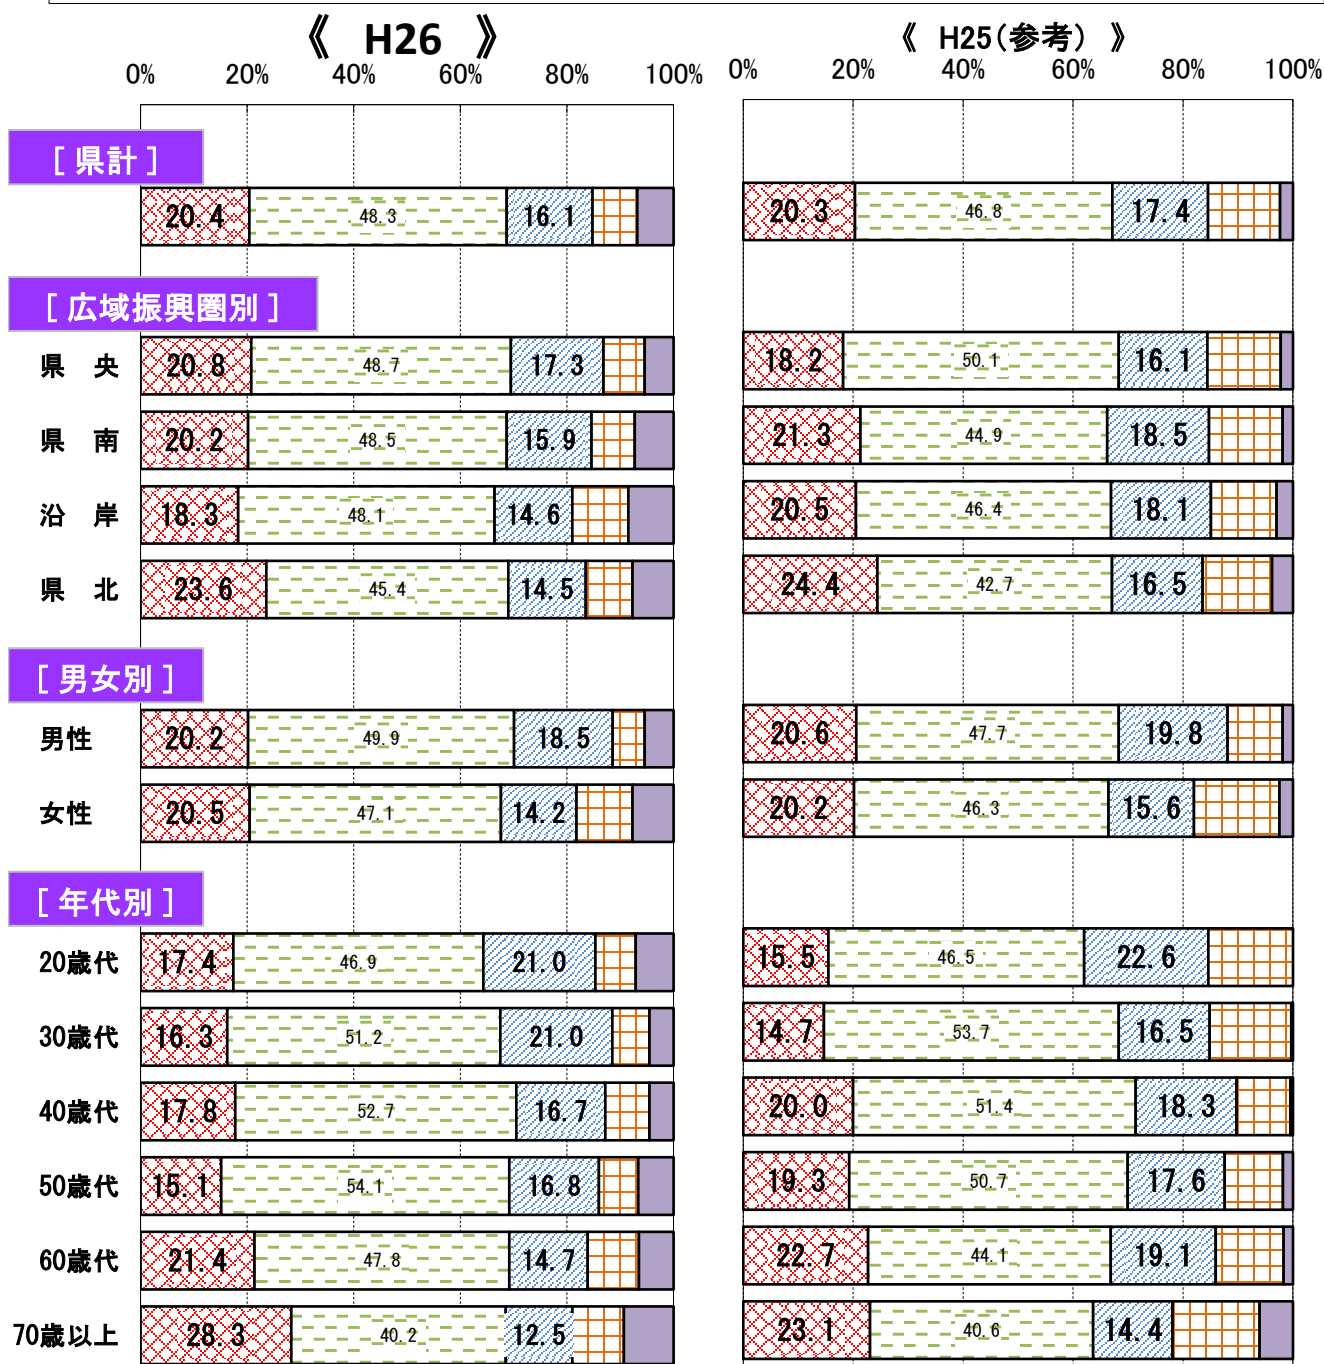 《 H26 》 《 H25(参考) 》
0% 20% 40% 60% 80% 100% 0% 20% 40% 60% 80% 100%
[ 県計 ]
20.4 48.3 16.1 20.3 46.8 17.4
[ 広域振興圏別 ]
県 央 20.8 48.7 17.3 18.2 50.1 16.1
県 南 20.2 48.5 15.9 21.3 44.9 18.5
沿 岸 18.3 48.1 14.6 20.5 46.4 18.1
県 北 23.6 45.4 14.5 24.4 42.7 16.5
[ 男女別 ]
男性 20.2 49.9 18.5 20.6 47.7 19.8
女性 20.5 47.1 14.2 20.2 46.3 15.6
[ 年代別 ]
20歳代 17.4 46.9 21.0 15.5 46.5 22.6
30歳代 16.3 51.2 21.0 14.7 53.7 16.5
40歳代 17.8 52.7 16.7 20.0 51.4 18.3
50歳代 15.1 54.1 16.8 19.3 50.7 17.6
60歳代 21.4 47.8 14.7 22.7 44.1 19.1
70歳以上 28.3 40.2 12.5 23.1 40.6 14.4